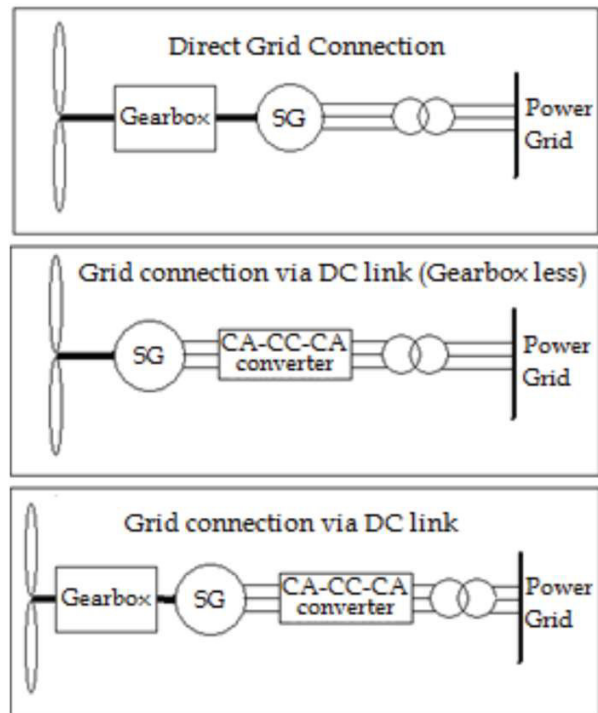 Direct Grid Connection
Gearbox
SG
Power
Grid
Grid connection via DC link (Gearbox less)
SG
CA-CC-CA
converter
Power
Grid
Grid connection via DC link
Gearbox
SG
CA-CC-CA
converter
Power
Grid